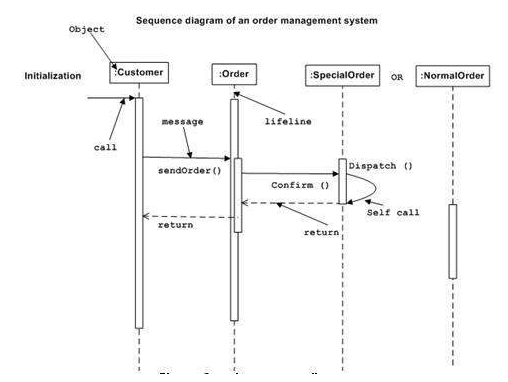 Sequence diagram of an order management system
Object
Initialization
:Customer
:Order
:SpecialOrder
OR
:NormalOrder
message
lifeline
call
sendOrder()
Dispatch ()
Confirm ()
Self call
return
return